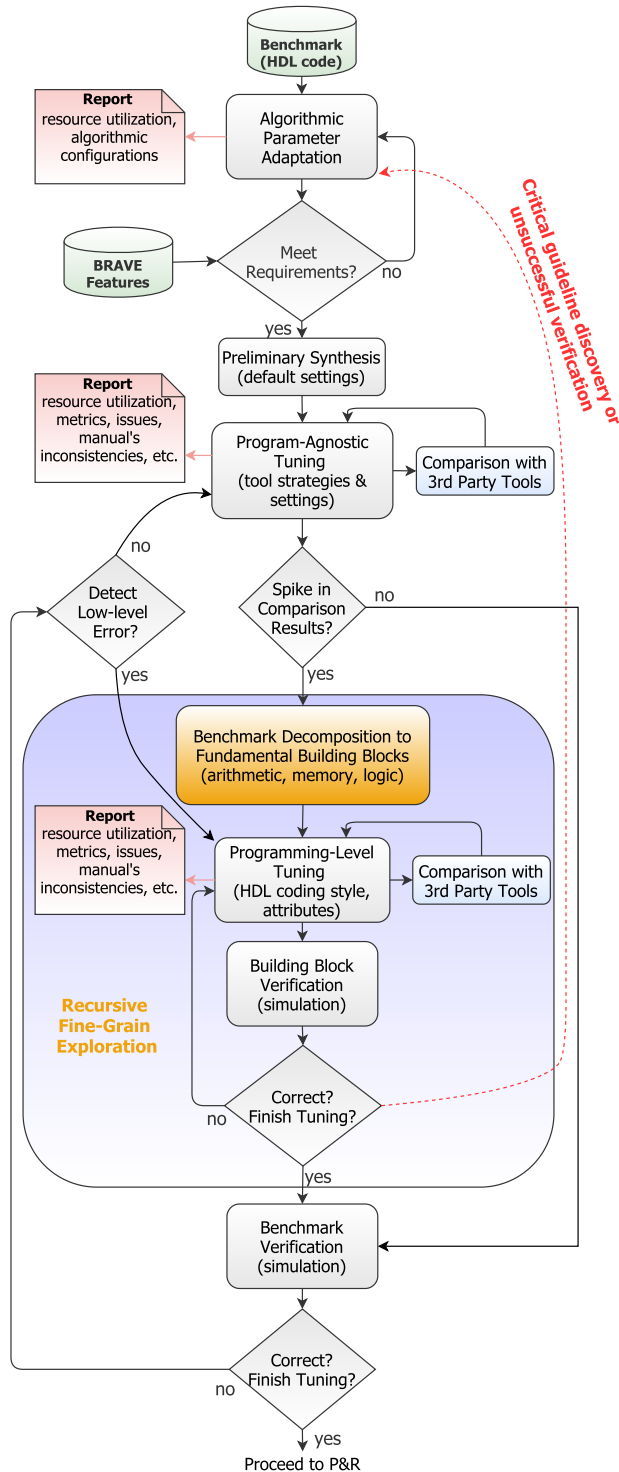 Benchmark
(HDL code)
Report
resource utilization,
algorithmic
configurations
Algorithmic
Parameter
Adaptation
Critical guideline discovery or
unsuccessful verification
BRAVE
Features
Meet
Requirements?
no
yes
Preliminary Synthesis
(default settings)
Report
resource utilization,
metrics, issues,
manual's
inconsistencies, etc.
Program-Agnostic
Tuning
(tool strategies &
settings)
Comparison with
3rd Party Tools
no
Detect
Low-level
Error?
yes
Spike in
Comparison
Results?
no
yes
Benchmark Decomposition to
Fundamental Building Blocks
(arithmetic, memory, logic)
Report
resource utilization,
metrics, issues,
manual's
inconsistencies, etc.
Programming-Level
Tuning
(HDL coding style,
attributes)
Comparison with
3rd Party Tools
Building Block
Verification
(simulation)
Recursive
Fine-Grain
Exploration
Correct?
Finish Tuning?
no
yes
Benchmark
Verification
(simulation)
Correct?
Finish Tuning?
no
yes
Proceed to P&R